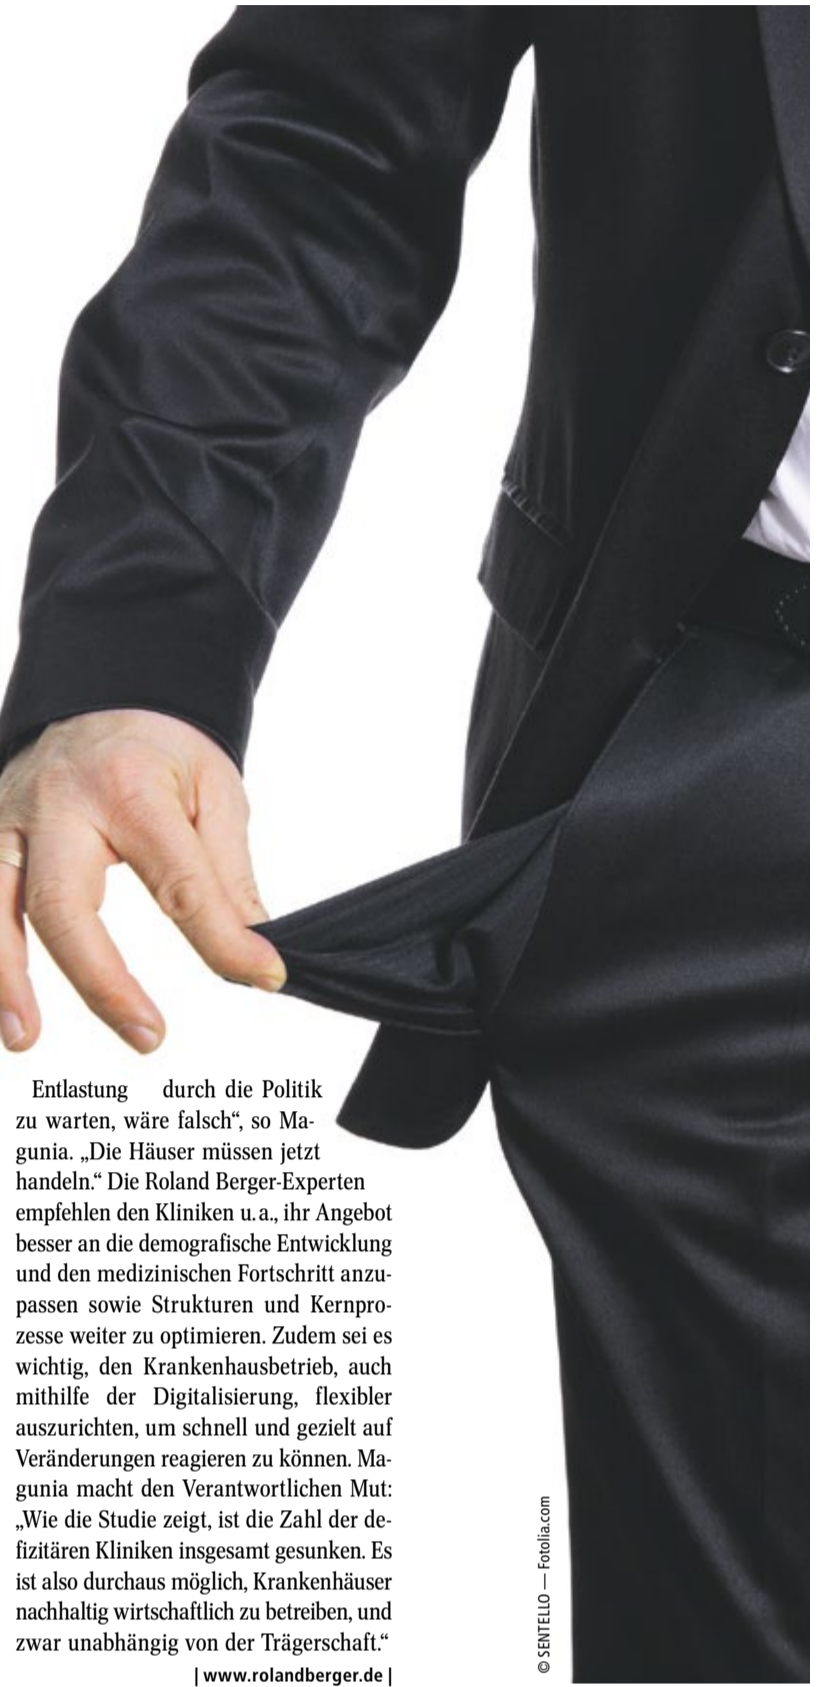 Entlastung durch die Politik
zu warten, wäre falsch“, so Ma-
gunia. „Die Häuser müssen jetzt
handeln.“ Die Roland Berger-Experten
empfehlen den Kliniken u. a., ihr Angebot
besser an die demografische Entwicklung
und den medizinischen Fortschritt anzu-
passen sowie Strukturen und Kernpro-
zesse weiter zu optimieren. Zudem sei es
wichtig, den Krankenhausbetrieb, auch
mithilfe der Digitalisierung, flexibler
auszurichten, um schnell und gezielt auf
Veränderungen reagieren zu können. Ma-
gunia macht den Verantwortlichen Mut:
„Wie die Studie zeigt, ist die Zahl der de-
fizitären Kliniken insgesamt gesunken. Es
ist also durchaus möglich, Krankenhäuser
nachhaltig wirtschaftlich zu betreiben, und
zwar unabhängig von der Trägerschaft.“
| www.rolandberger.de |
© SENTELLO — Fotolia.com